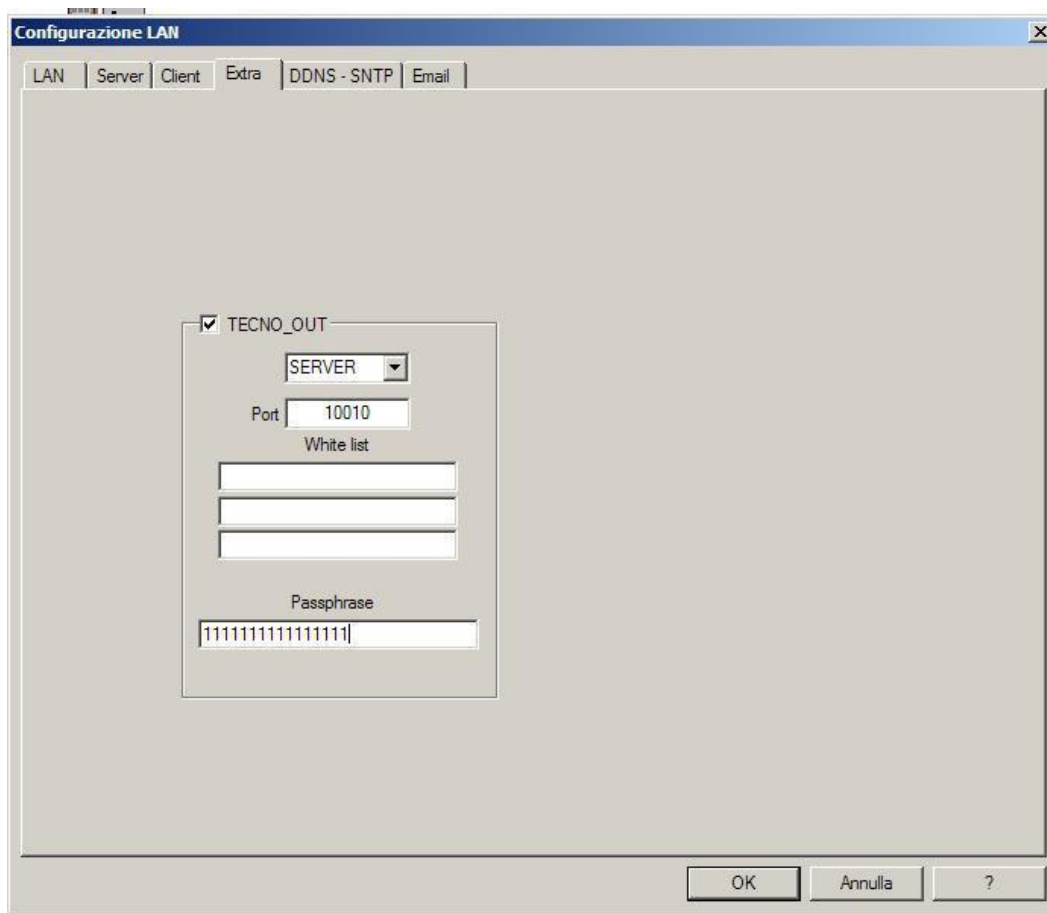 Configurazione LAN
LAN Server Client Extra DDNS - SNTP Email
TECNO_OUT
SERVER
Port 10010
White list
Passphrase
1111111111111111
OK Annulla ?